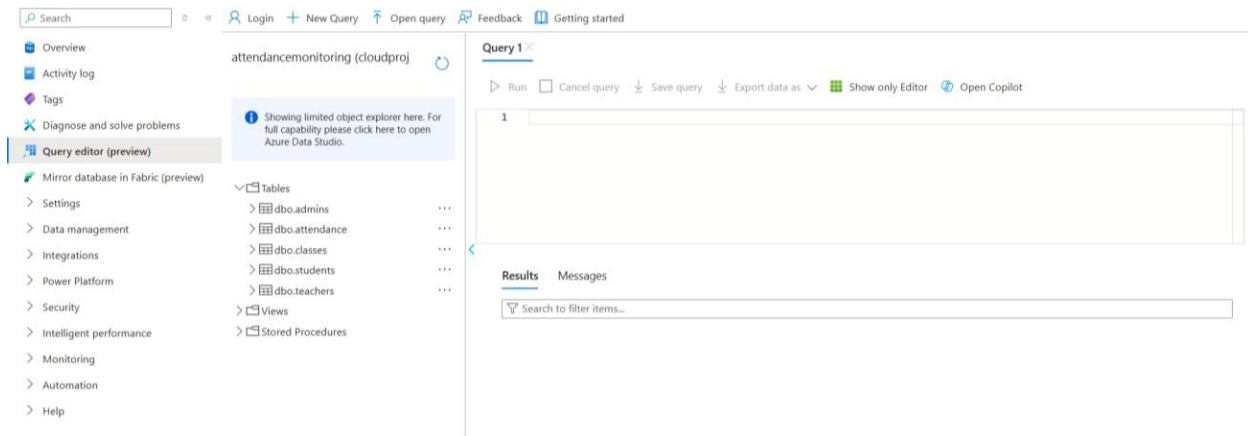 Search
Login
New Query
Open query
Feedback
Getting started
Overview
Activity log
Tags
Diagnose and solve problems
Query editor (preview)
Mirror database in Fabric (preview)
Settings
Data management
Integrations
Power Platform
Security
Intelligent performance
Monitoring
Automation
Help
attendancemonitoring (cloudproj
Showing limited object explorer here. For
full capability please click here to open
Azure Data Studio.
Tables
dbo.admins
dbo.attendance
dbo.classes
dbo.students
dbo.teachers
Views
Stored Procedures
Query 1
Run
Cancel query
Save query
Export data as
Show only Editor
Open Copilot
1
Results
Messages
Search to filter items...